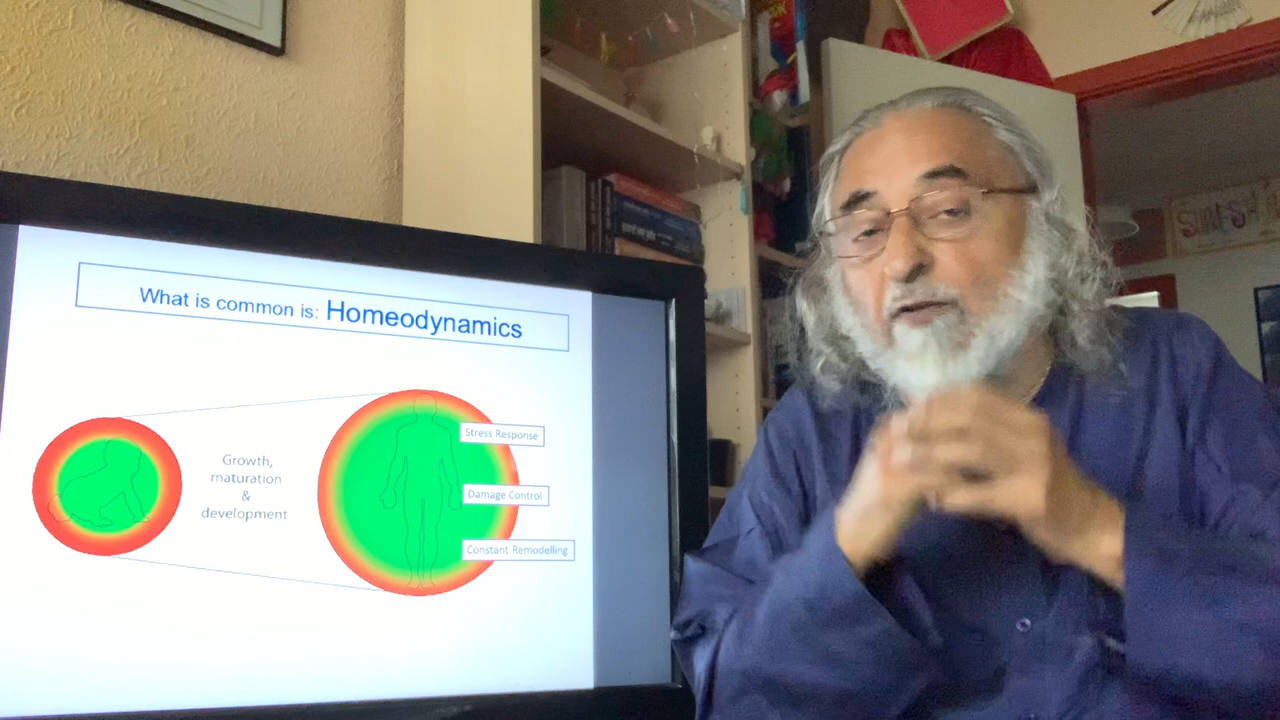 What is common is: Homeodynamics
Growth,
maturation
&
development
Stress Response
Damage Control
Constant Remodelling